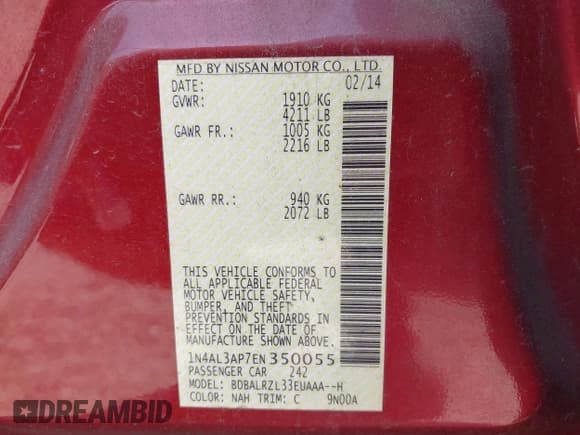 MFD BY NISSAN MOTOR CO., LTD.
DATE: 02/14
GVWR: 1910 KG
4211 LB
GAWR FR.: 1005 KG
2216 LB
GAWR RR.: 940 KG
2072 LB
THIS VEHICLE CONFORMS TO
ALL APPLICABLE FEDERAL
MOTOR VEHICLE SAFETY,
BUMPER, AND THEFT
PREVENTION STANDARDS IN
EFFECT ON THE DATE OF
MANUFACTURE SHOWN ABOVE.
1N4AL3AP7EN350055
PASSENGER CAR 242
MODEL: BDBALRZL33EUAAA--H
COLOR: NAH TRIM: C 9N00A
DREAMBID